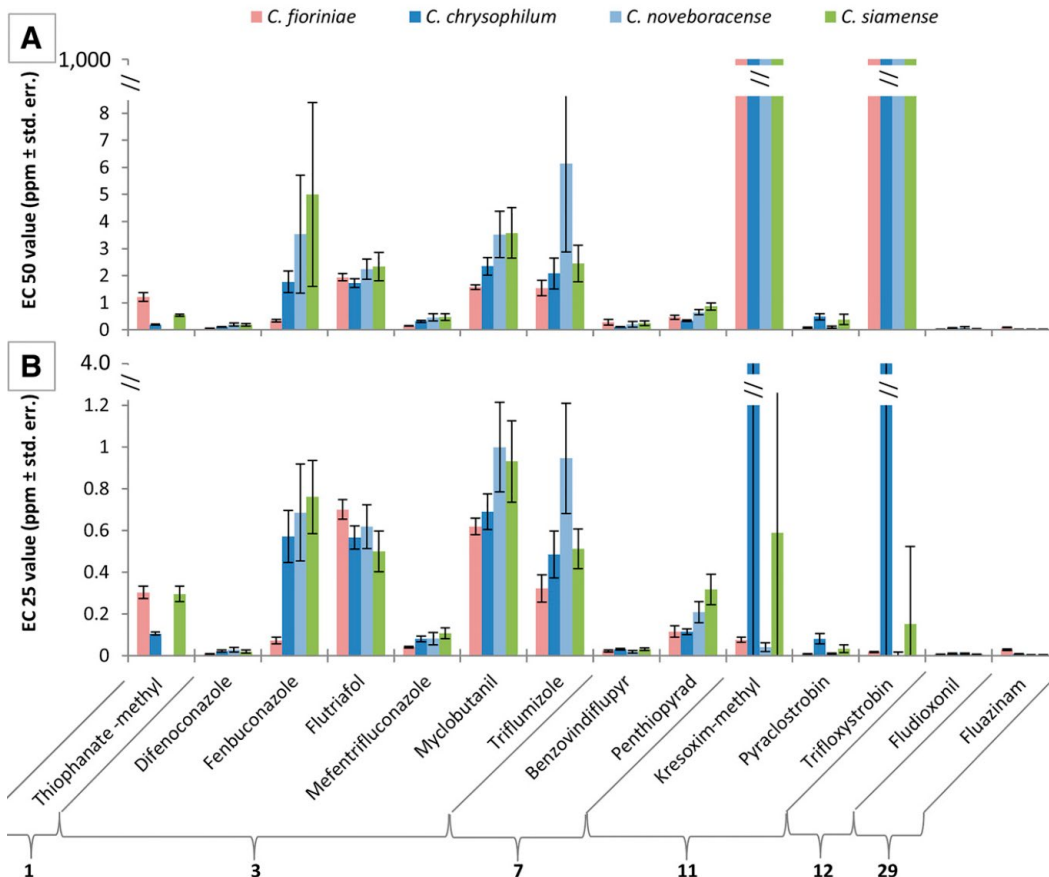 C. fioriniae C. chrysophilum C. noveboracense C. siamense
A
1,000
8
7
6
5
4
3
2
1
0
EC 50 value (ppm ± std. err.)
B
4.0
1.2
1
0.8
0.6
0.4
0.2
0
EC 25 value (ppm ± std. err.)
Thiophanate -methyl
Difenoconazole
Fenbuconazole
Flutriafol
Mefentrifluconazole
Myclobutanil
Triflumizole
Benzovindiflupyr
Penthiopyrad
Kresoxim-methyl
Pyraclostrobin
Trifloxystrobin
Fludioxonil
Fluazinam
1 3 7 11 12 29